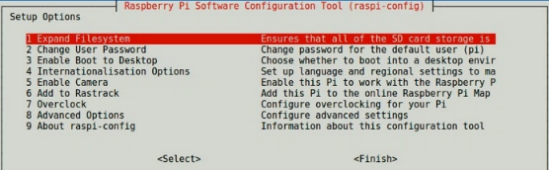 Raspberry Pi Software Configuration Tool (raspi-config)
Setup Options
1 Expand Filesystem Ensures that all of the SD card storage is
2 Change User Password Change password for the default user (pi)
3 Enable Boot to Desktop Choose whether to boot into a desktop envir
4 Internationalisation Options Set up language and regional settings to ma
5 Enable Camera Enable this Pi to work with the Raspberry P
6 Add to Rastrack Add this Pi to the online Raspberry Pi Map
7 Overclock Configure overclocking for your Pi
8 Advanced Options Configure advanced settings
9 About raspi-config Information about this configuration tool
<Select> <Finish>